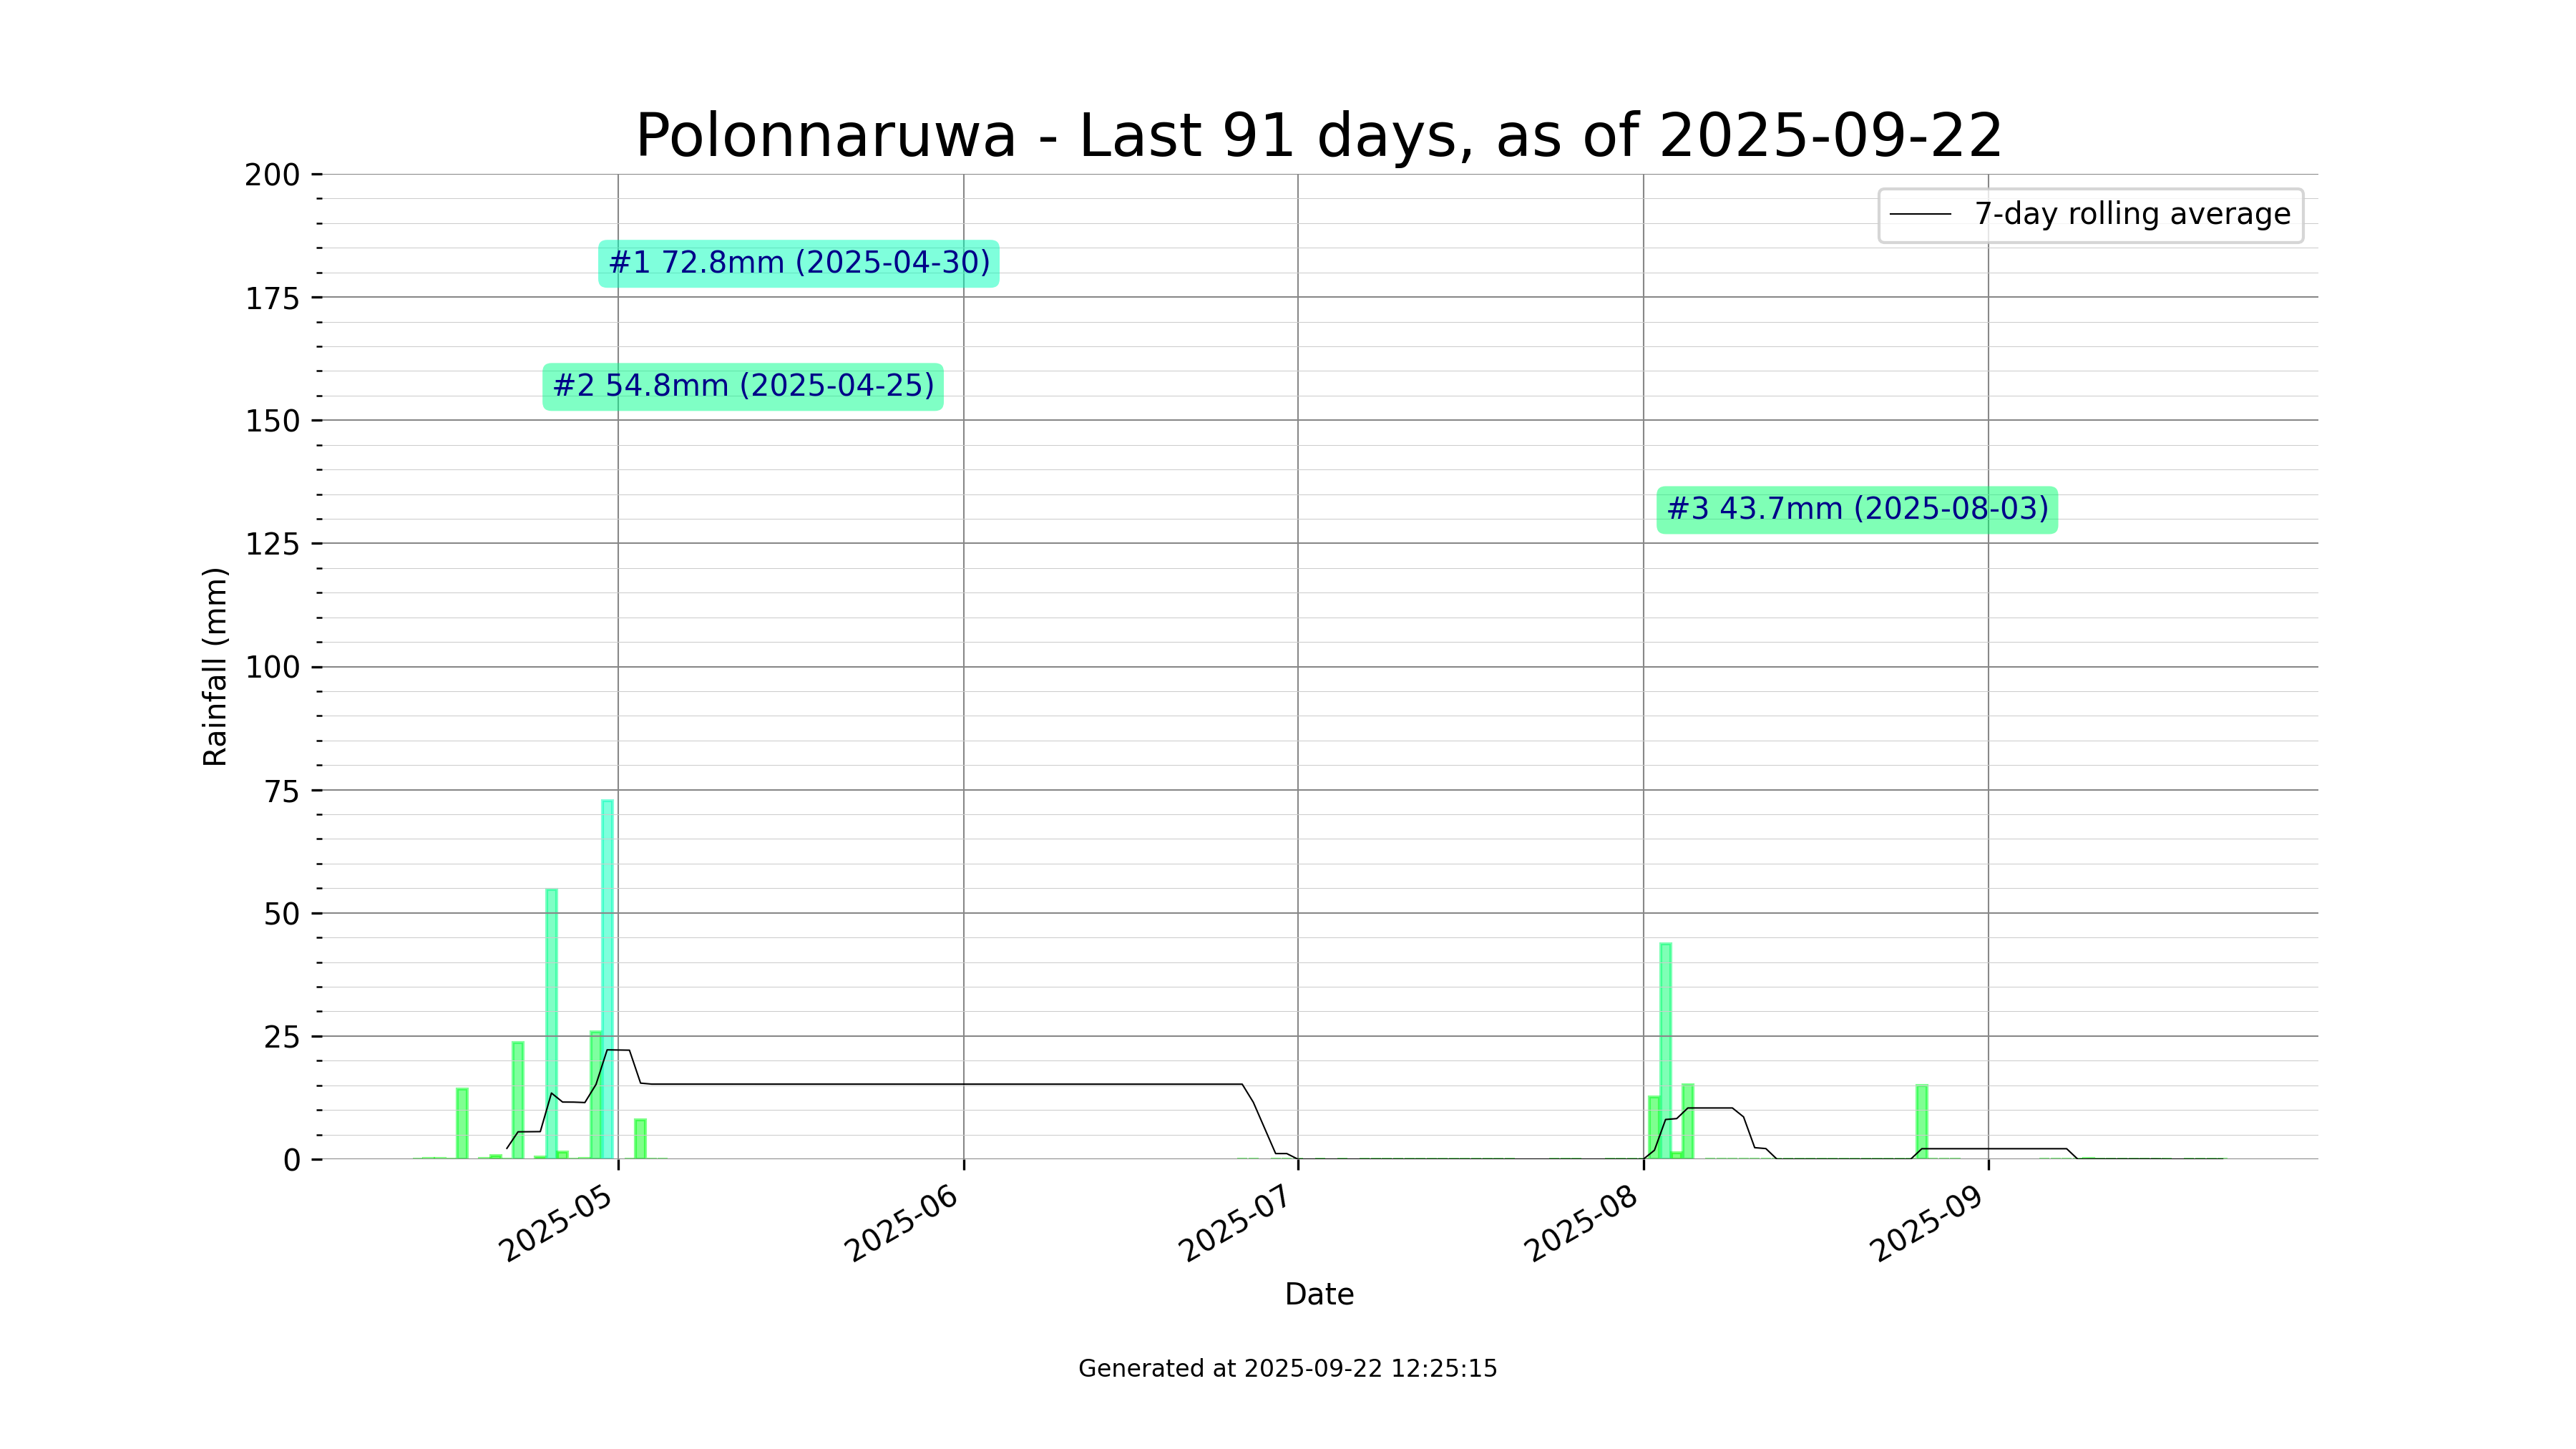 Polonnaruwa - Last 91 days, as of 2025-09-22
7-day rolling average
#1 72.8mm (2025-04-30)
#2 54.8mm (2025-04-25)
#3 43.7mm (2025-08-03)
Rainfall (mm)
200
175
150
125
100
75
50
25
0
2025-05
2025-06
2025-07
2025-08
2025-09
Date
Generated at 2025-09-22 12:25:15